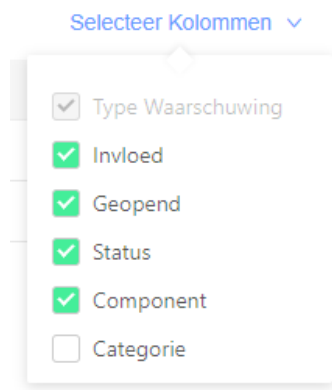 Selecteer Kolommen
Type Waarschuwing
Invloed
Geopend
Status
Component
Categorie